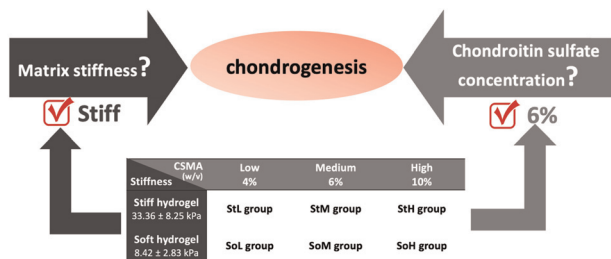 Matrix stiffness?
Stiff
chondrogenesis
Chondroitin sulfate
concentration?
6%
CSMA
(w/v)
Stiffness
Low
4%
Medium
6%
High
10%
Stiff hydrogel
33.36 ± 8.25 kPa
StL group
StM group
StH group
Soft hydrogel
8.42 ± 2.83 kPa
SoL group
SoM group
SoH group